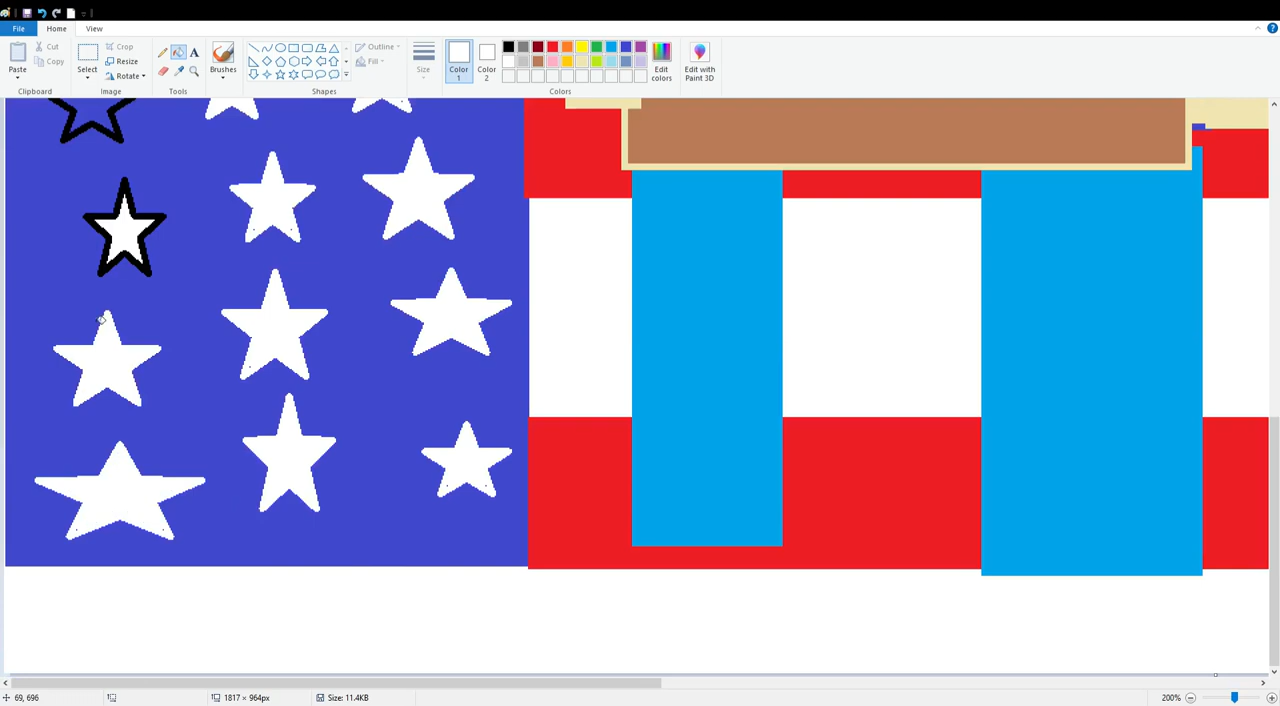 File Home View
Paste Cut Copy
Clipboard
Select Crop Resize Rotate
Image
A
Tools
Brushes
Outline Fill
Shapes
Size
Color 1
Color 2
Edit colors
Edit with Paint 3D
Colors
69, 696
1817 × 964px
Size: 11.4KB
200%